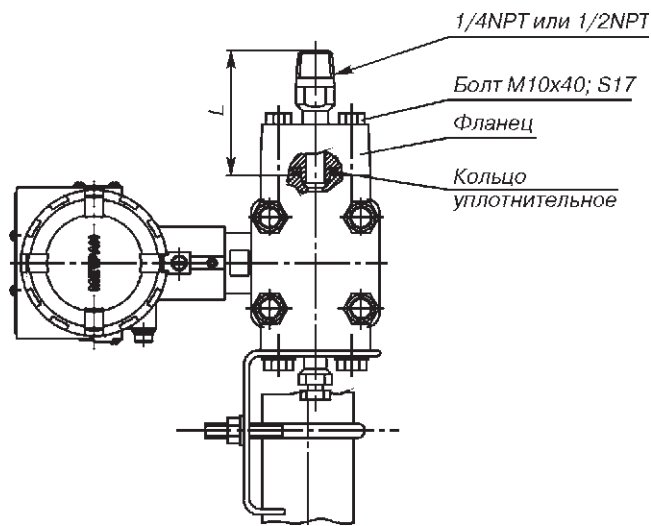 1/4NPT или 1/2NPT
Болт М10х40; S17
L
Фланец
Кольцо
уплотнительное